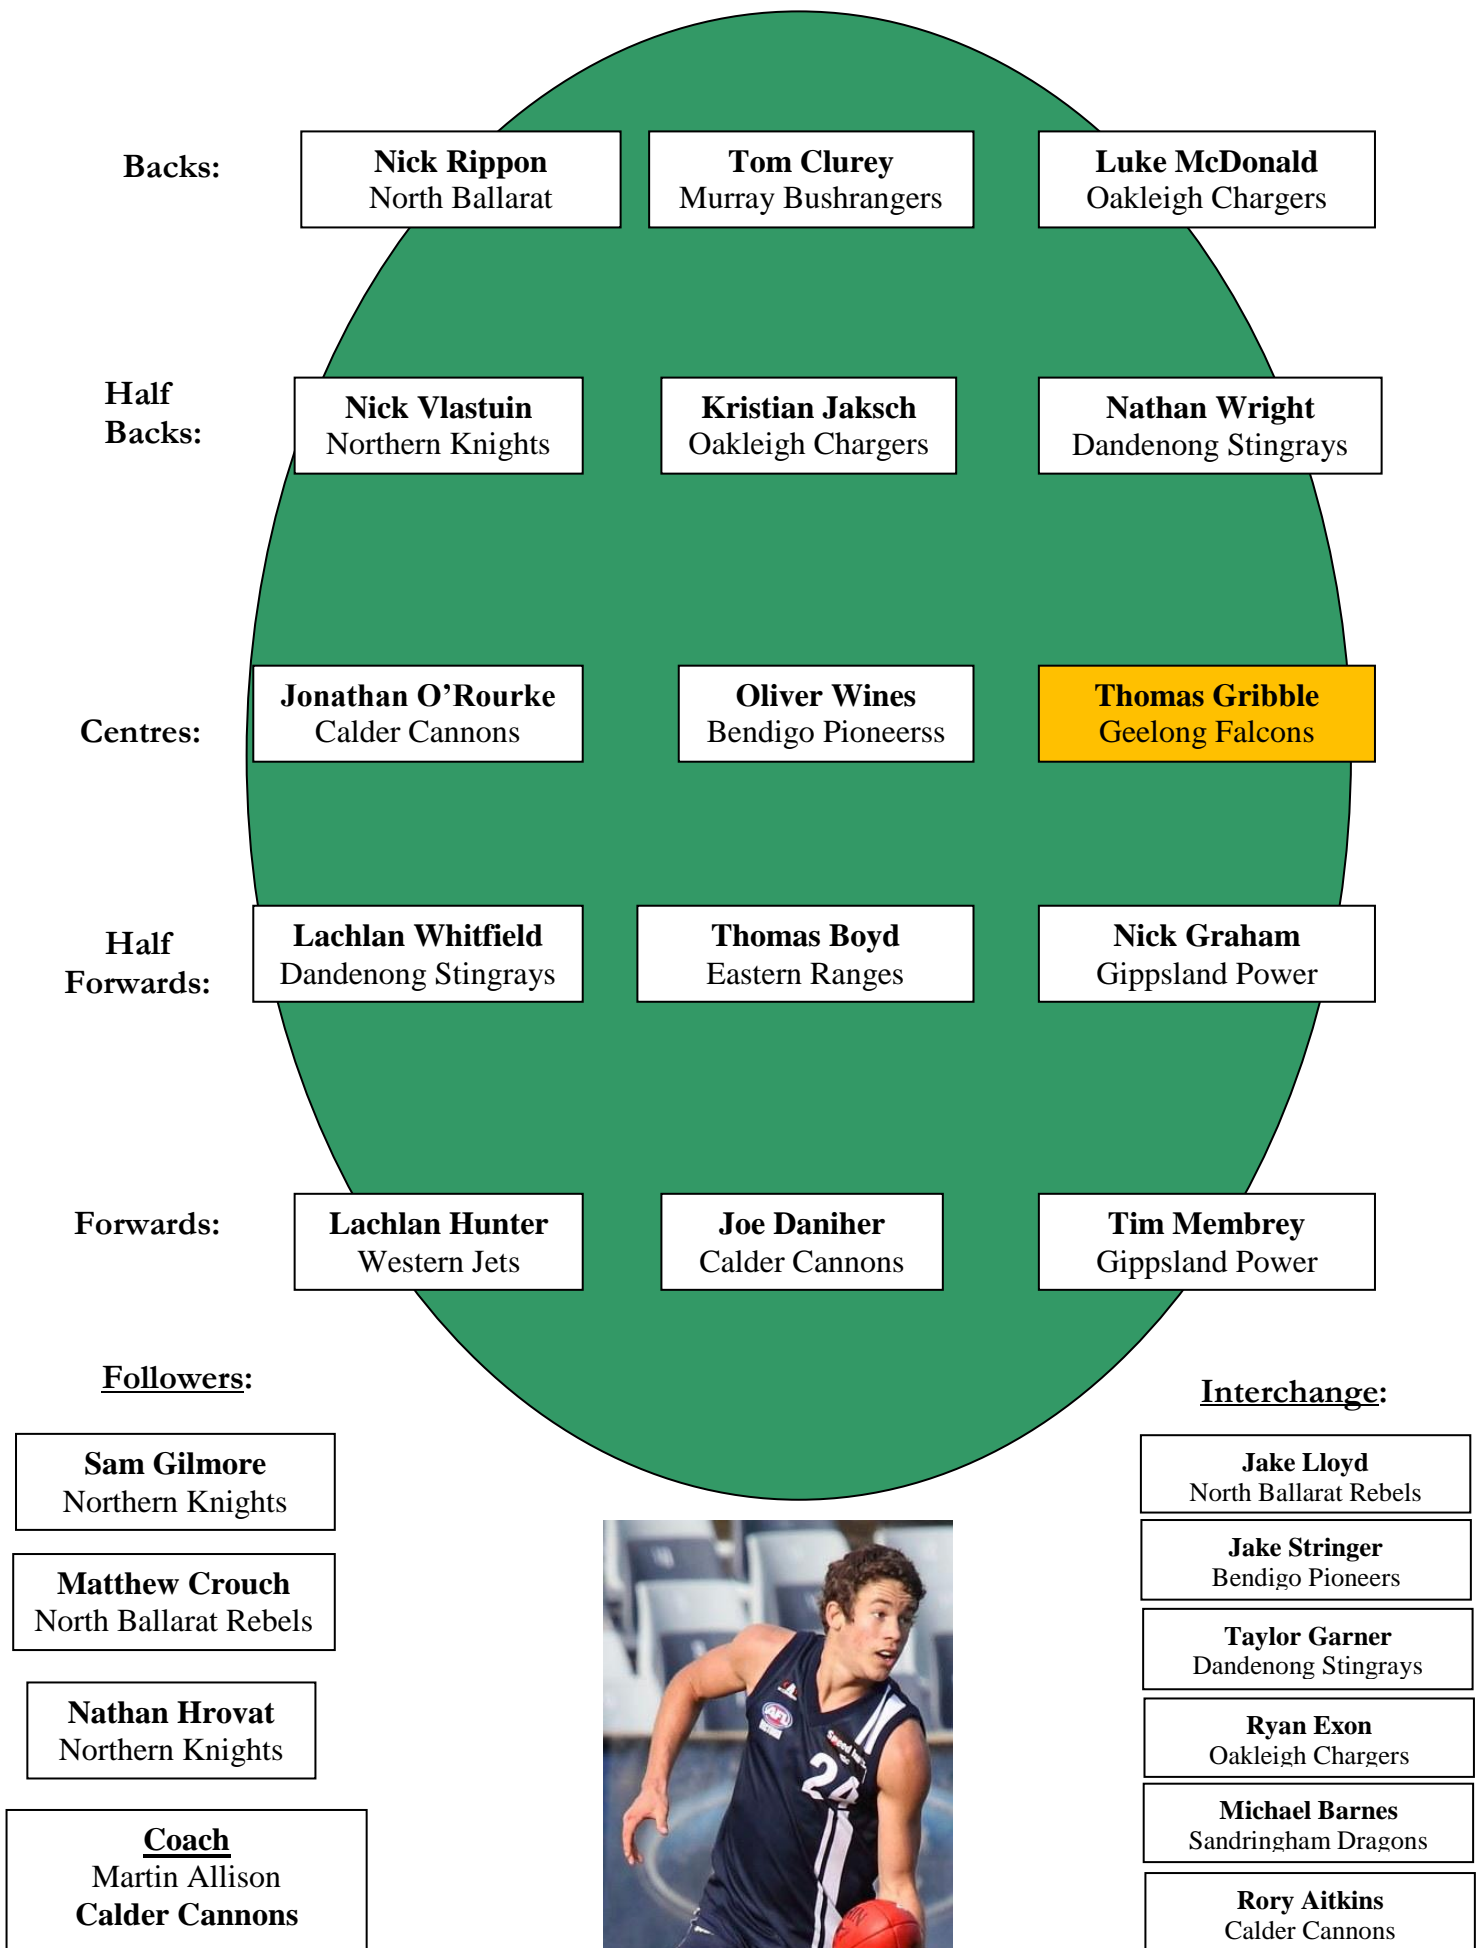 Backs:
Nick Rippon
North Ballarat
Tom Clurey
Murray Bushrangers
Luke McDonald
Oakleigh Chargers
Half
Backs:
Nick Vlastuin
Northern Knights
Kristian Jaksch
Oakleigh Chargers
Nathan Wright
Dandenong Stingrays
Centres:
Jonathan O’Rourke
Calder Cannons
Oliver Wines
Bendigo Pioneerss
Thomas Gribble
Geelong Falcons
Half
Forwards:
Lachlan Whitfield
Dandenong Stingrays
Thomas Boyd
Eastern Ranges
Nick Graham
Gippsland Power
Forwards:
Lachlan Hunter
Western Jets
Joe Daniher
Calder Cannons
Tim Membrey
Gippsland Power
Followers:
Sam Gilmore
Northern Knights
Matthew Crouch
North Ballarat Rebels
Nathan Hrovat
Northern Knights
Coach
Martin Allison
Calder Cannons
Interchange:
Jake Lloyd
North Ballarat Rebels
Jake Stringer
Bendigo Pioneers
Taylor Garner
Dandenong Stingrays
Ryan Exon
Oakleigh Chargers
Michael Barnes
Sandringham Dragons
Rory Aitkins
Calder Cannons
AFL
24